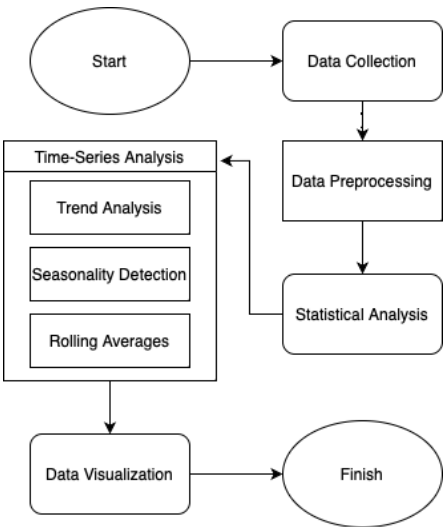 Start
Data Collection
Data Preprocessing
Statistical Analysis
Time-Series Analysis
Trend Analysis
Seasonality Detection
Rolling Averages
Data Visualization
Finish